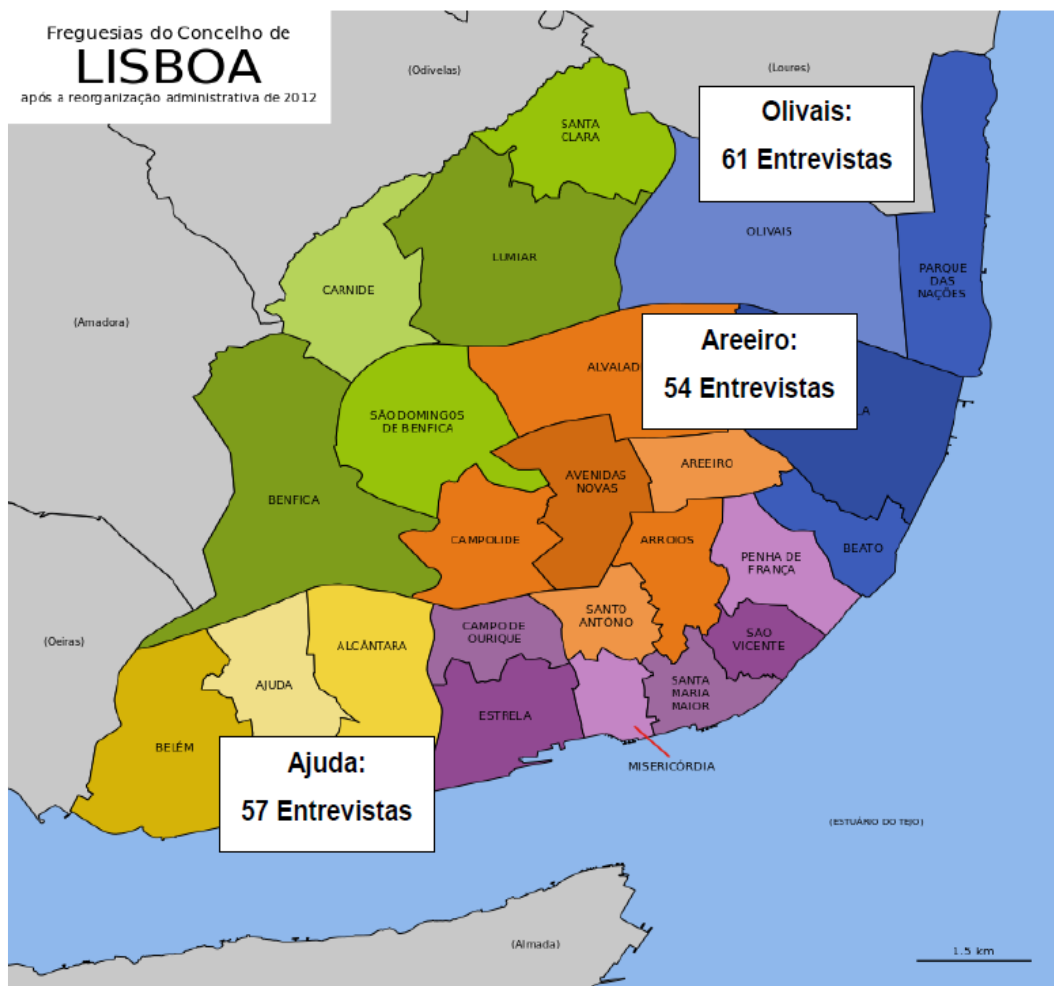 Freguesias do Concelho de
LISBOA
após a reorganização administrativa de 2012
(Odivelas)
(Loures)
SANTA
CLARA
Olivais:
61 Entrevistas
OLIVAIS
LUMIAR
PARQUE
DAS
NAÇÕES
CARNIDE
(Amadora)
Areeiro:
54 Entrevistas
ALVALAD
LA
SÃO DOMINGOS
DE BENFICA
AREEIRO
AVENIDAS
NOVAS
BENFICA
CAMPOLIDE
ARROIOS
BEATO
PENHA DE
FRANÇA
(Oeiras)
ALCÂNTARA
CAMPO DE
OURIQUE
SANTO
ANTÓNIO
SÃO
VICENTE
AJUDA
SANTA
MARIA
MAIOR
ESTRELA
BELÉM
MISERICÓRDIA
Ajuda:
57 Entrevistas
(ESTUÁRIO DO TEJO)
(Almada)
1.5 km